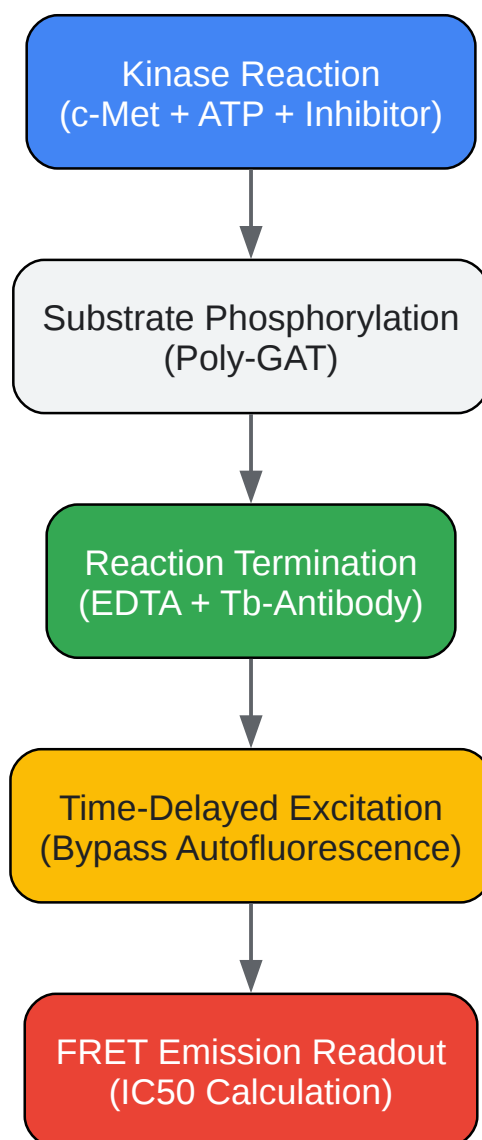 Kinase Reaction
(c-Met + ATP + Inhibitor)
Substrate Phosphorylation
(Poly-GAT)
Reaction Termination
(EDTA + Tb-Antibody)
Time-Delayed Excitation
(Bypass Autofluorescence)
FRET Emission Readout
(IC50 Calculation)